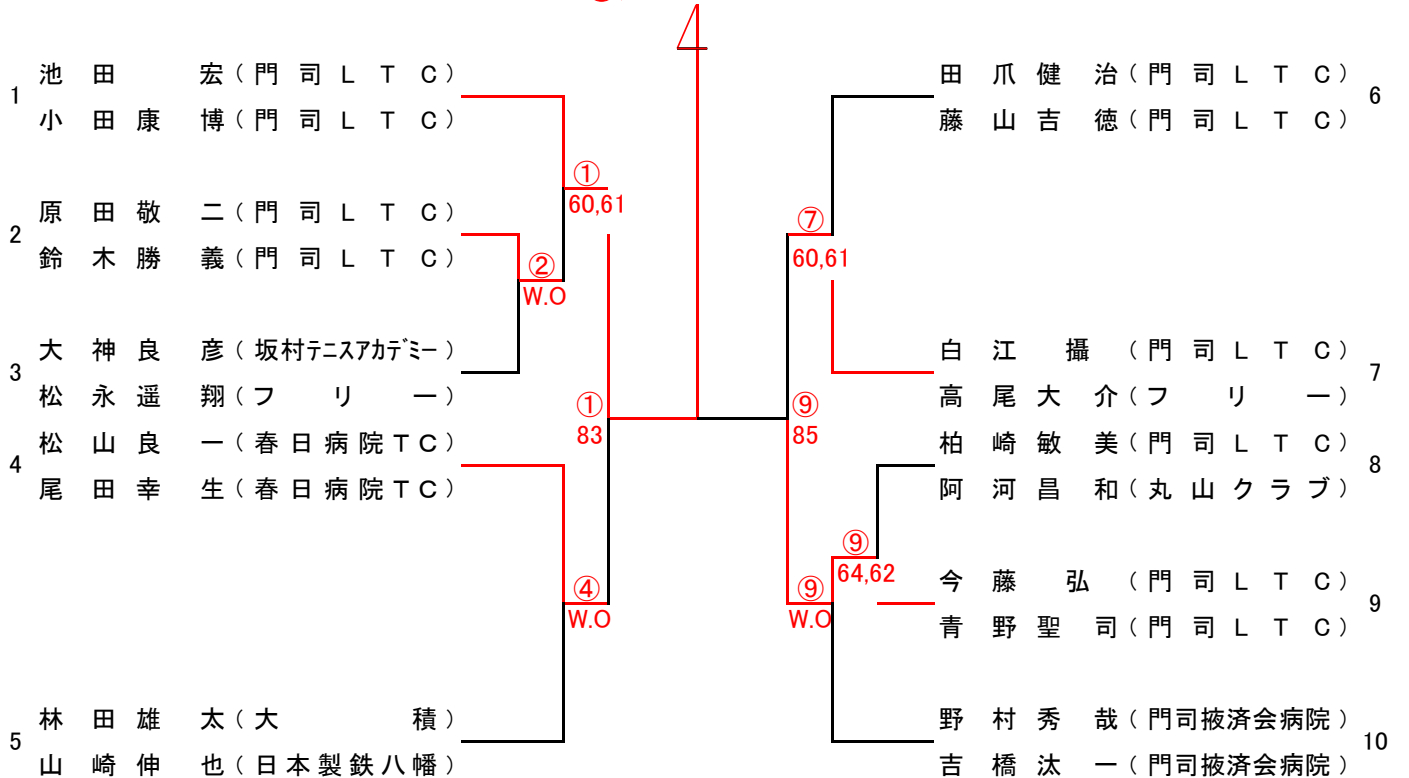 1
池田 宏(門司LTC)
小田康 博(門司LTC)
2
原田敬 二(門司LTC)
鈴木勝 義(門司LTC)
3
大神良 彦(坂村テニスアカデミー)
松永遥 翔(フリー)
4
松山良 一(春日病院TC)
尾田幸 生(春日病院TC)
5
林田雄 太(大積)
山崎伸 也(日本製鉄八幡)
①
60,61
②
W.O
①
83
④
W.O
⑦
60,61
⑨
85
⑨
64,62
⑨
W.O
田爪健 治(門司LTC)
藤山吉 徳(門司LTC)
6
白江 攝(門司LTC)
高尾大 介(フリー)
7
柏崎敏 美(門司LTC)
阿河昌 和(丸山クラブ)
8
今藤 弘(門司LTC)
青野聖 司(門司LTC)
9
野村秀 哉(門司掖済会病院)
吉橋汰 一(門司掖済会病院)
10